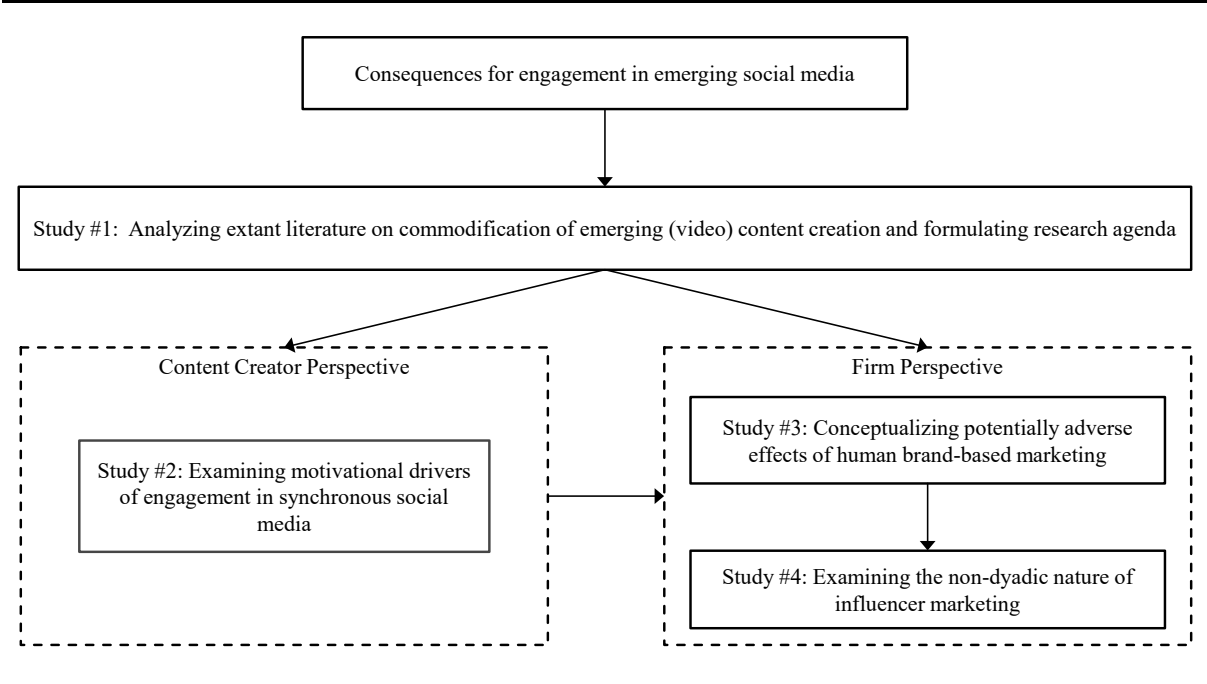 Consequences for engagement in emerging social media
Study #1:  Analyzing extant literature on commodification of emerging (video) content creation and formulating research agenda
Content Creator Perspective
Study #2: Examining motivational drivers
of engagement in synchronous social
media
Firm Perspective
Study #3: Conceptualizing potentially adverse
effects of human brand-based marketing
Study #4: Examining the non-dyadic nature of
influencer marketing